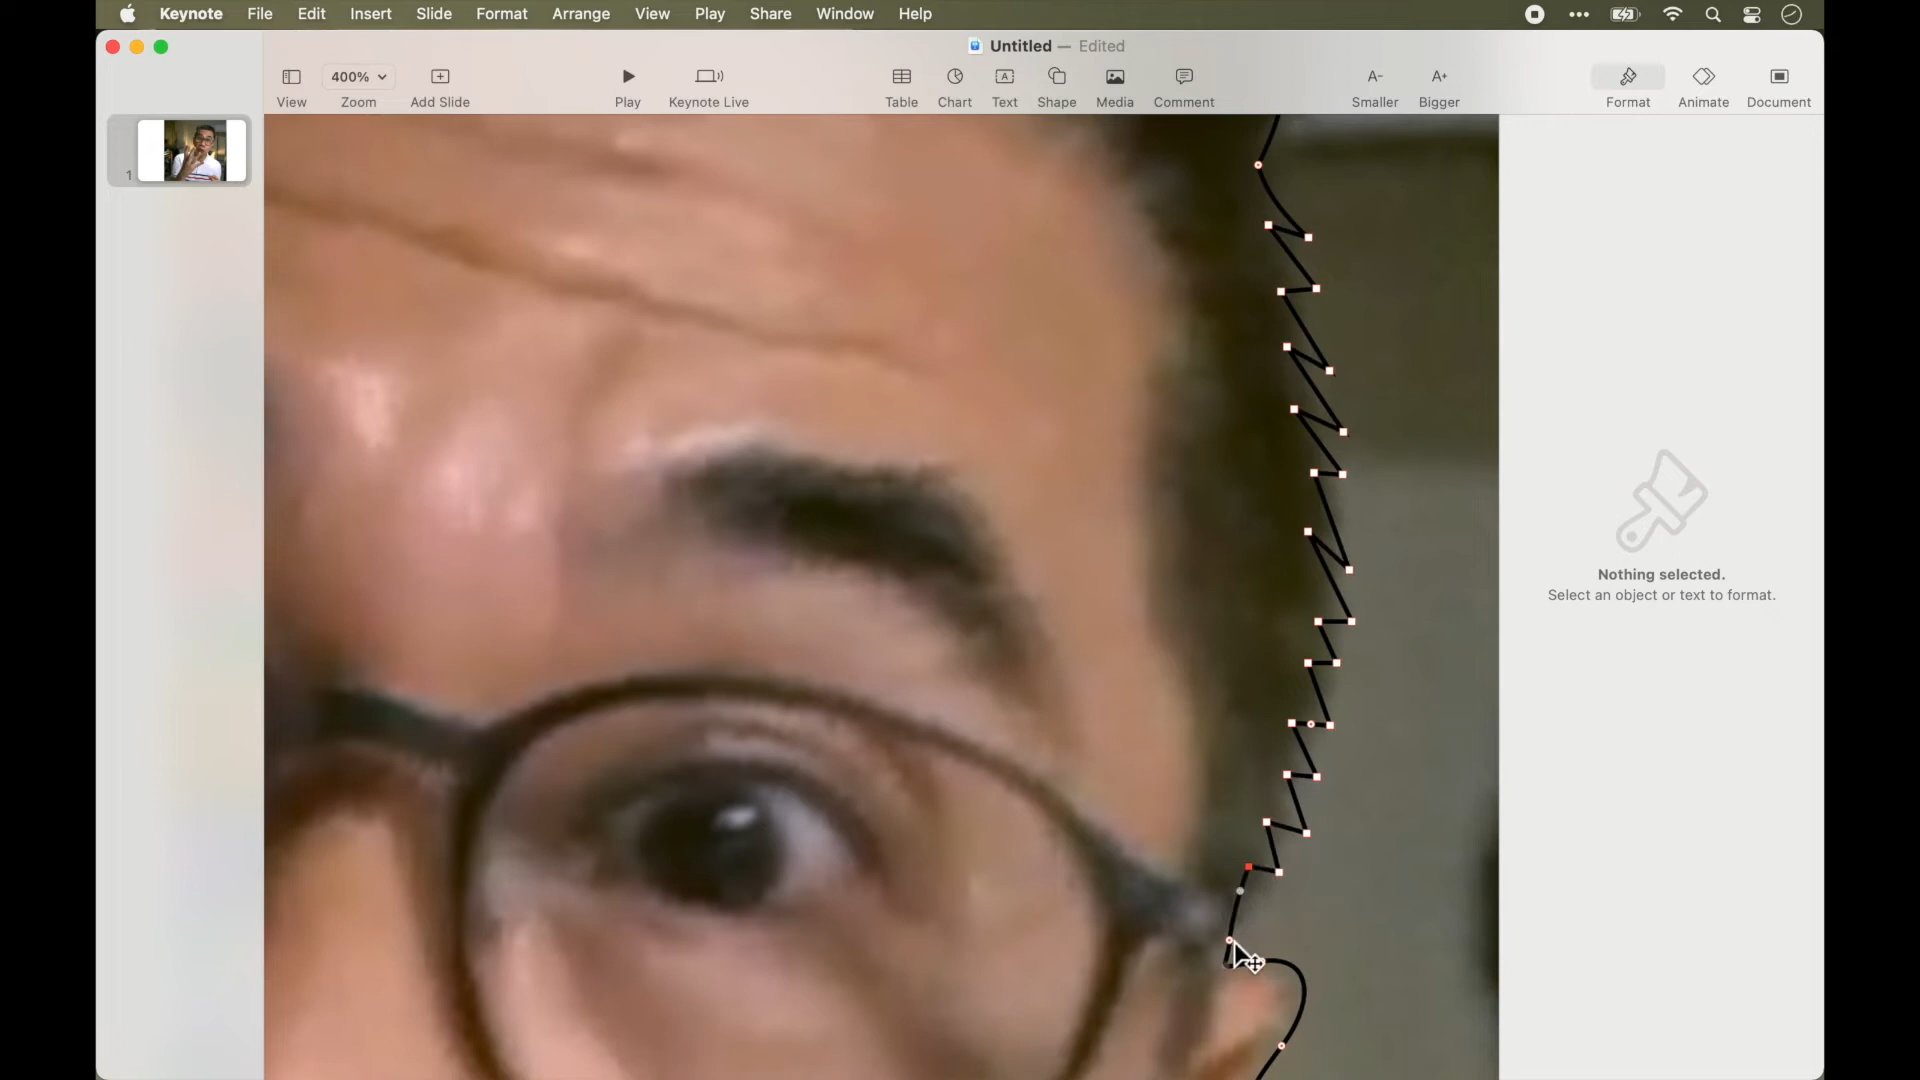 Keynote File Edit Insert Slide Format Arrange View Play Share Window Help
Untitled — Edited
400%
View Zoom Add Slide Play Keynote Live Table Chart Text Shape Media Comment A- Smaller A+ Bigger Format Animate Document
1
Nothing selected.
Select an object or text to format.